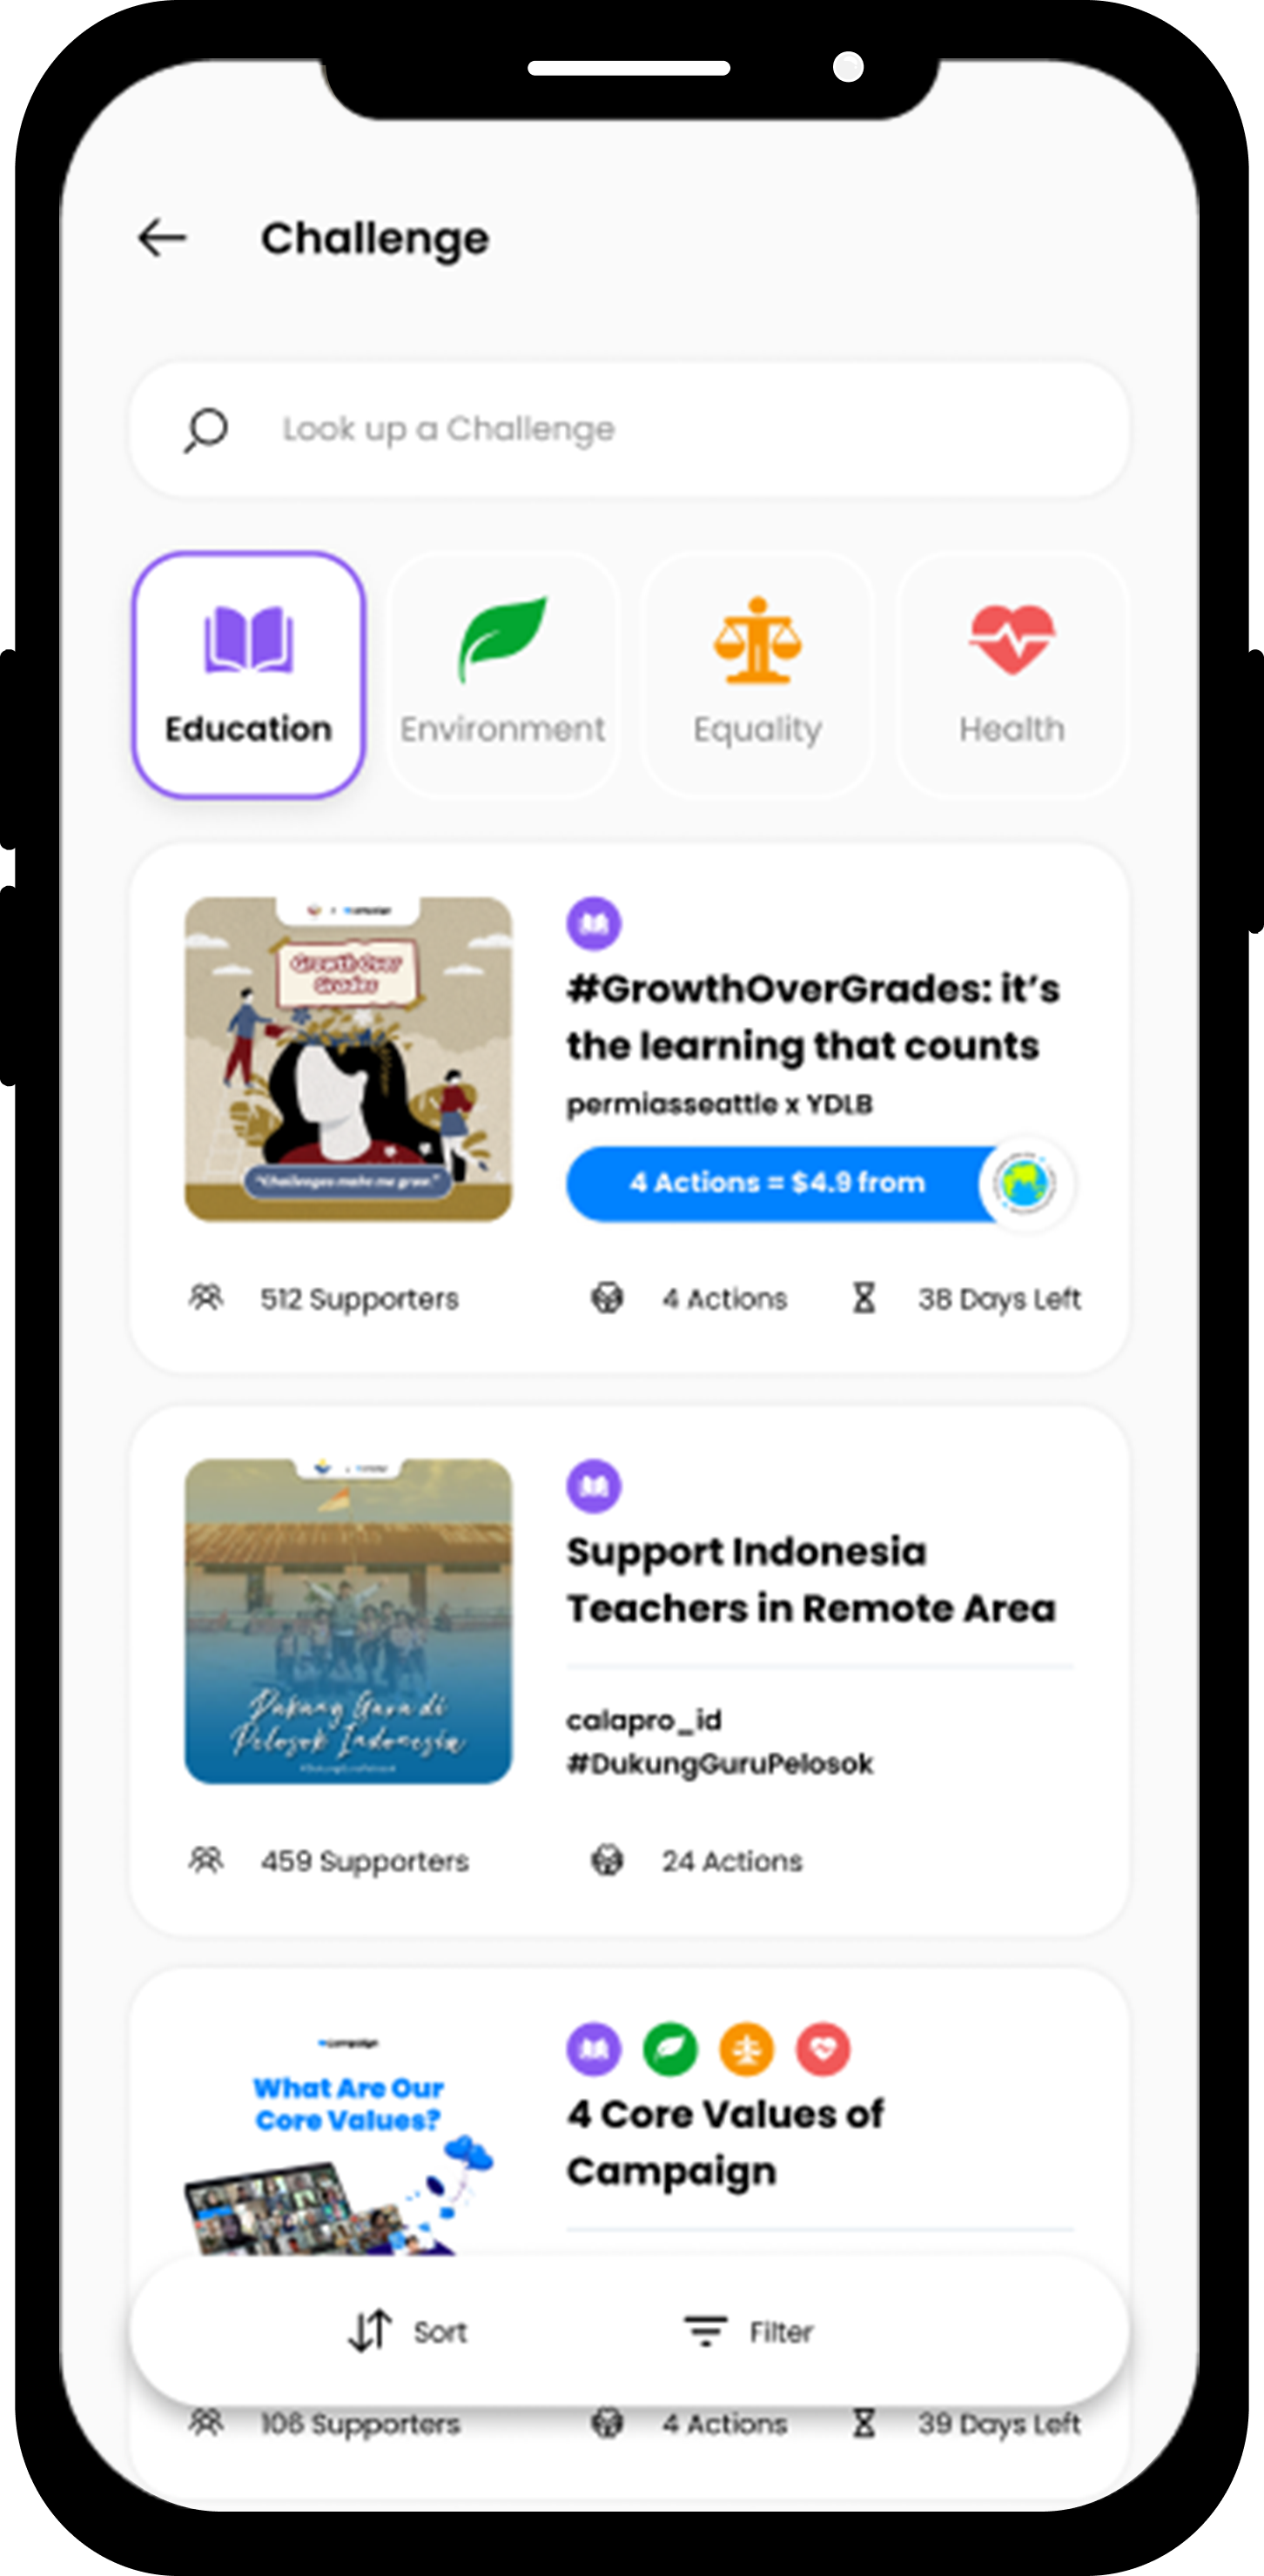 Challenge
Look up a Challenge
Education
Environment
Equality
Health
Growth Over
Grades
"Challenges make me grow."
#GrowthOverGrades: it's
the learning that counts
permiasseattle x YDLB
4 Actions = $4.9 from
512 Supporters
4 Actions
38 Days Left
Dukung Guru di
Pelosok Indonesia
#DukungGuruPelosok
Support Indonesia
Teachers in Remote Area
calapro_id
#DukungGuruPelosok
459 Supporters
24 Actions
campaign
What Are Our
Core Values?
4 Core Values of
Campaign
Sort
Filter
106 Supporters
4 Actions
39 Days Left